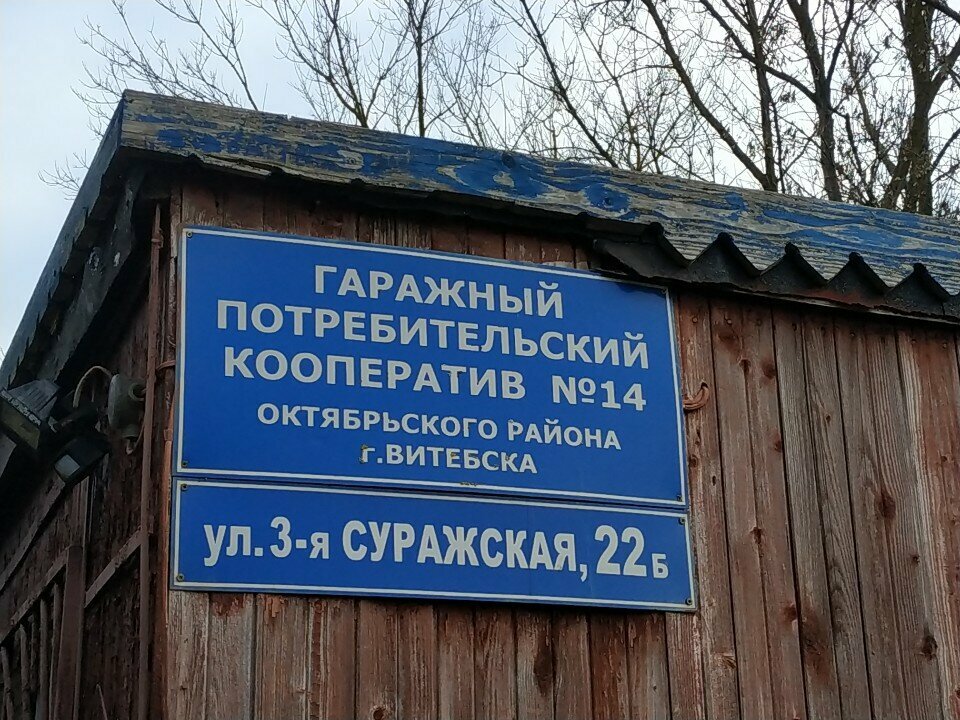 ГАРАЖНЫЙ
ПОТРЕБИТЕЛЬСКИЙ
КООПЕРАТИВ №14
ОКТЯБРЬСКОГО РАЙОНА
г.ВИТЕБСКА
ул. 3-я СУРАЖСКАЯ, 22Б